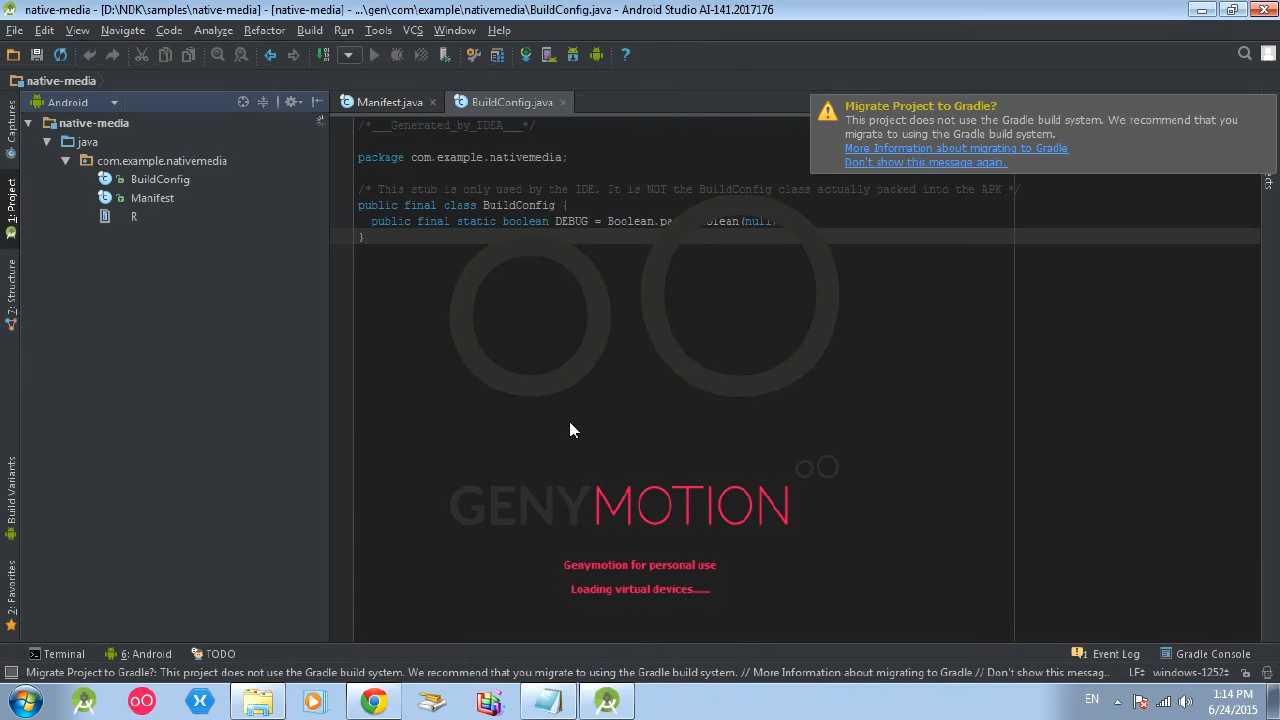 native-media - [D:\NDK\samples\native-media] - [native-media] - ...\gen\com\example\nativemedia\BuildConfig.java - Android Studio AI-141.2017176
File Edit View Navigate Code Analyze Refactor Build Run Tools VCS Window Help
native-media
Android
Manifest.java
BuildConfig.java
Captures
1: Project
7: Structure
Build Variants
2: Favorites
native-media
java
com.example.nativemedia
BuildConfig
Manifest
R
/*___Generated_by_IDEA___*/
package com.example.nativemedia;
/* This stub is only used by the IDE. It is NOT the BuildConfig class actually packed into the APK */
public final class BuildConfig {
public final static boolean DEBUG = Boolean.pa olean(null)
}
Migrate Project to Gradle?
This project does not use the Gradle build system. We recommend that you
migrate to using the Gradle build system.
More Information about migrating to Gradle
Don't show this message again.
GENYMOTION
Genymotion for personal use
Loading virtual devices......
Terminal
6: Android
TODO
1 Event Log
Gradle Console
Migrate Project to Gradle?: This project does not use the Gradle build system. We recommend that you migrate to using the Gradle build system. // More Information about migrating to Gradle // Don't show this messag...
LF÷ windows-1252÷
EN
1:14 PM
6/24/2015